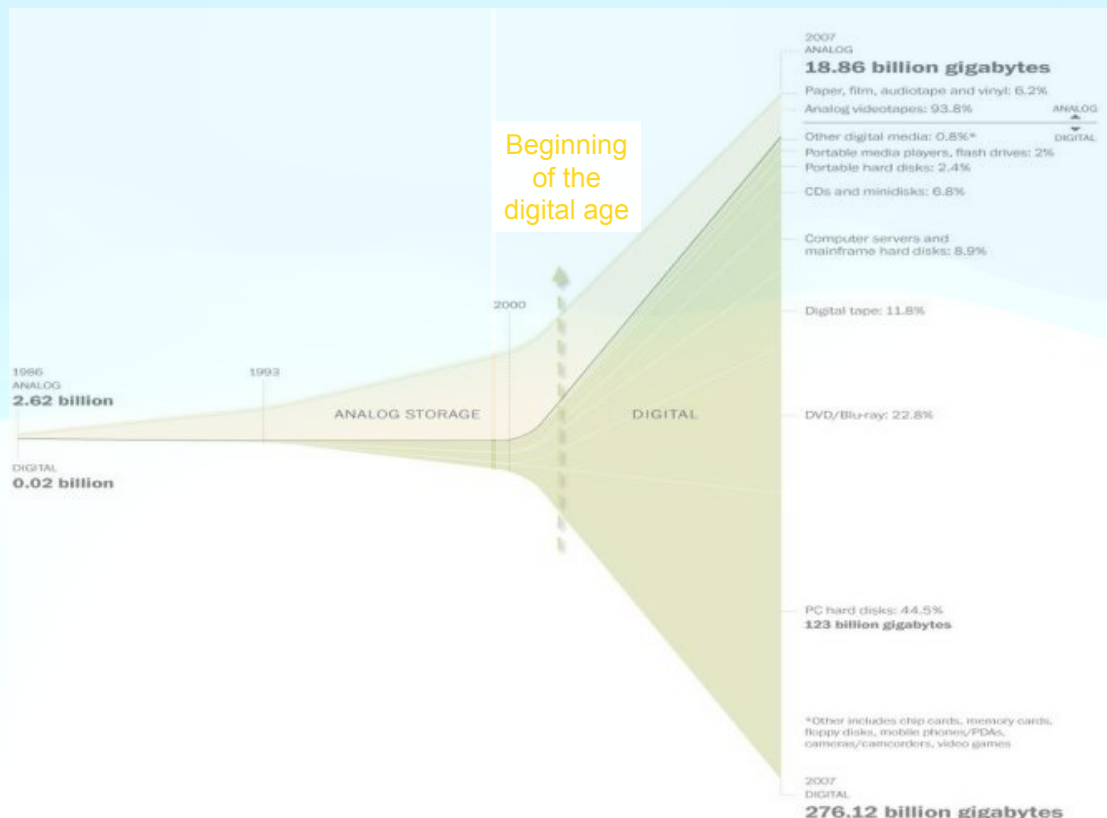 2007
ANALOG
18.86 billion gigabytes
Paper, film, audiotape and vinyl: 6.2%
Analog videotapes: 93.8%
ANALOG
DIGITAL
Other digital media: 0.8%*
Portable media players, flash drives: 2%
Portable hard disks: 2.4%
CDs and minidisks: 6.8%
Computer servers and
mainframe hard disks: 8.9%
Digital tape: 11.8%
DVD/Blu-ray: 22.8%
PC hard disks: 44.5%
123 billion gigabytes
*Other includes chip cards, memory cards,
floppy disks, mobile phones/PDAs,
cameras/camcorders, video games
2007
DIGITAL
276.12 billion gigabytes
Beginning
of the
digital age
2000
1993
1986
ANALOG
2.62 billion
ANALOG STORAGE
DIGITAL
DIGITAL
0.02 billion